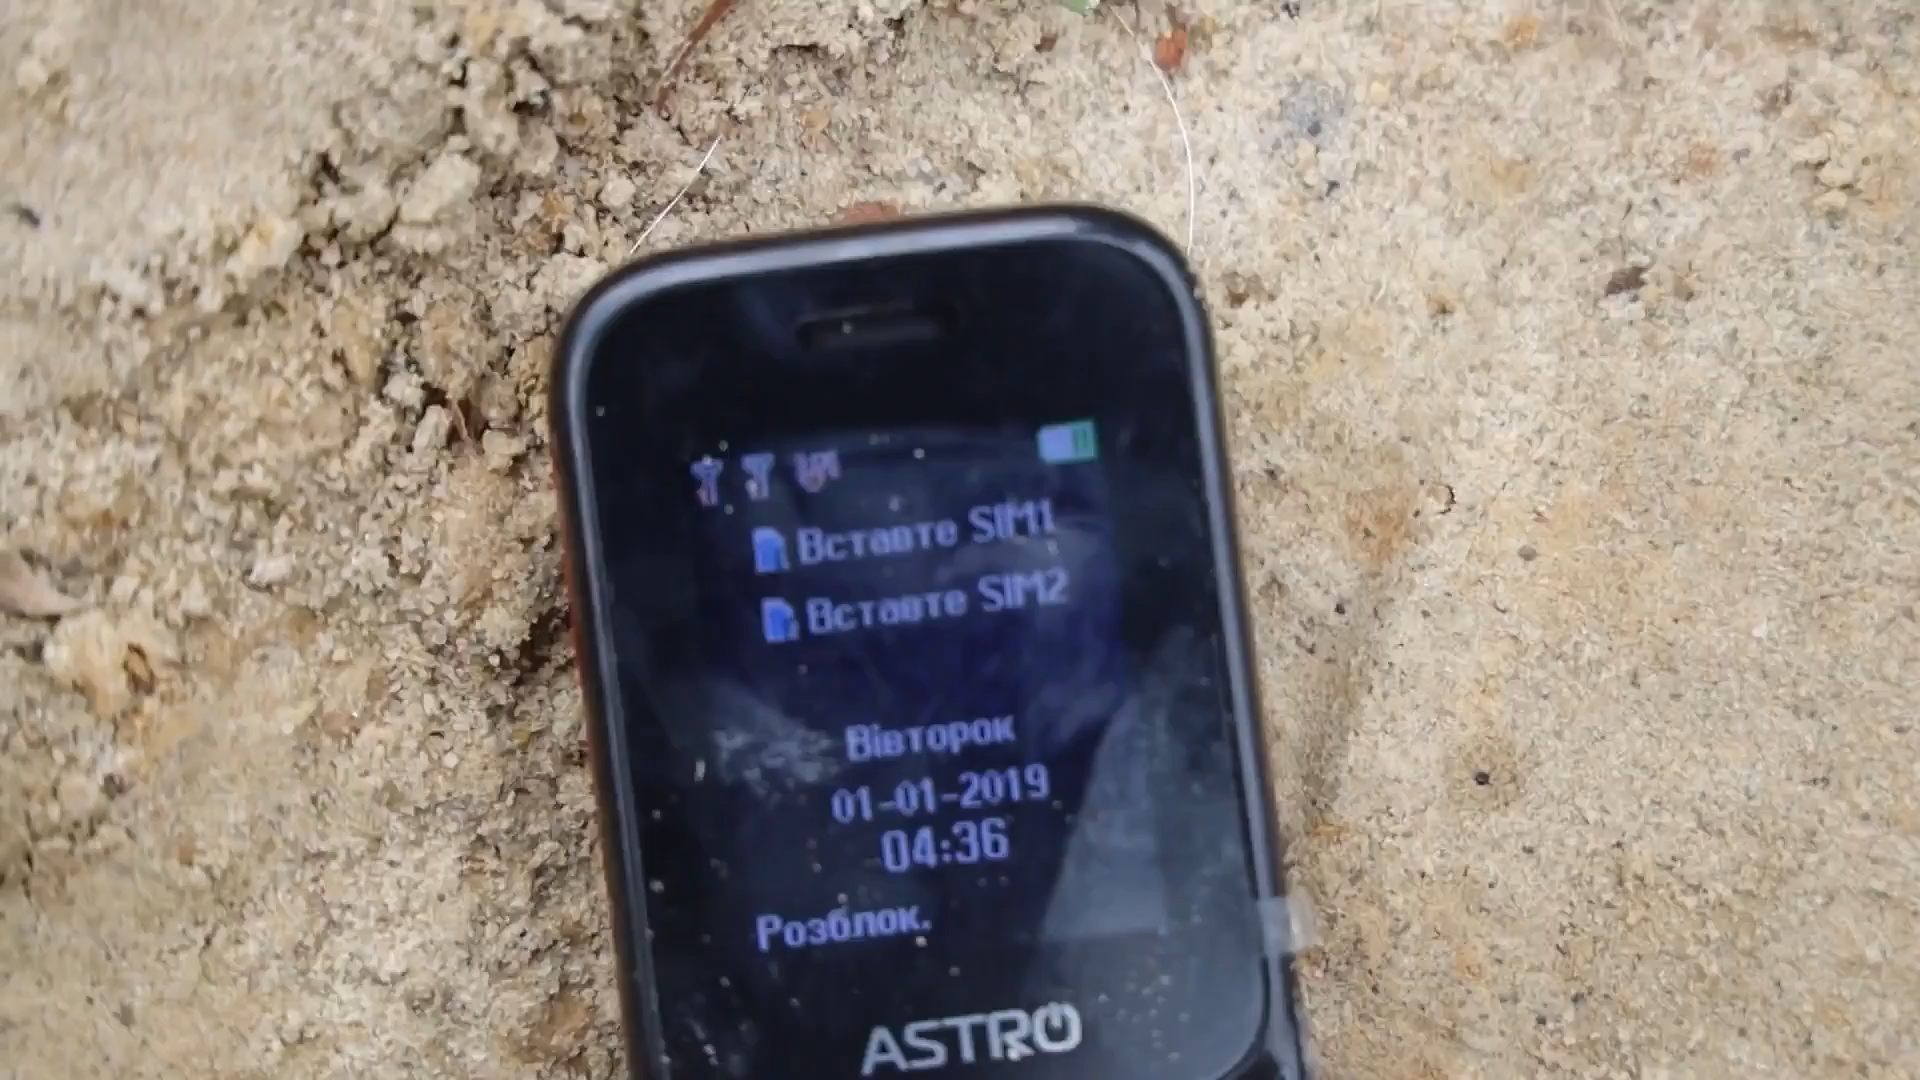 Вставте SIM1
Вставте SIM2
Вівторок
01-01-2019
04:36
Розблок.
ASTRO